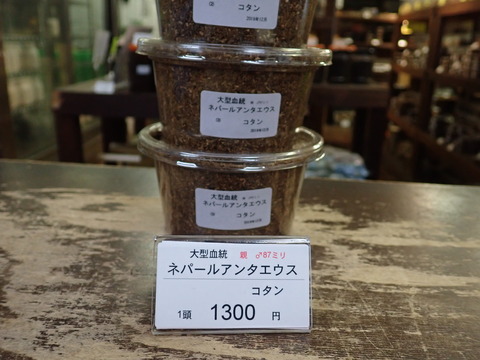 コタン
大型血統
ネパールアンタエウス
コタン
大型血統
ネパールアンタエウス
コタン
大型血統 親 ♂87ミリ
ネパールアンタエウス
コタン
1頭 1300 円